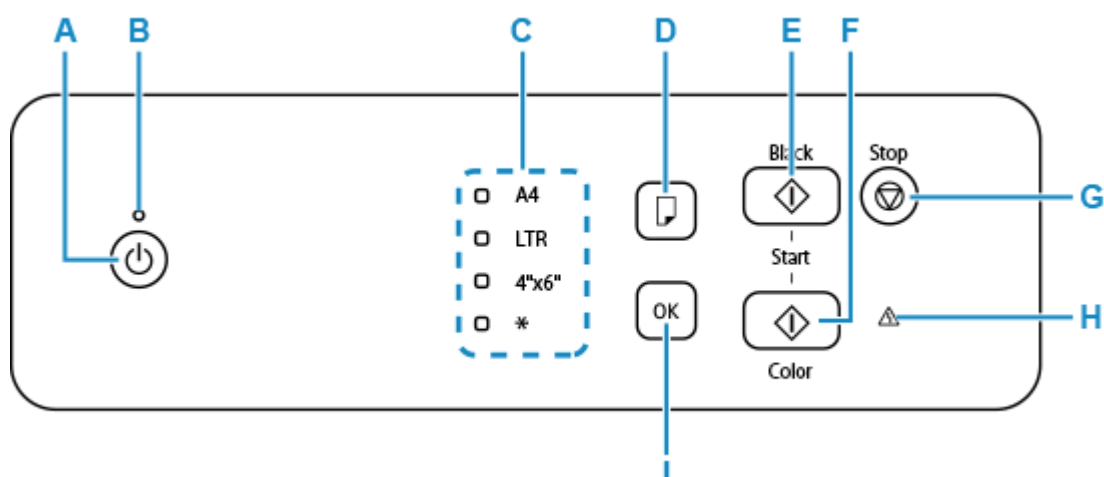 A B C D E F
Black Stop
A4
G
LTR
Start
4"x6"
OK
H
*
Color
I